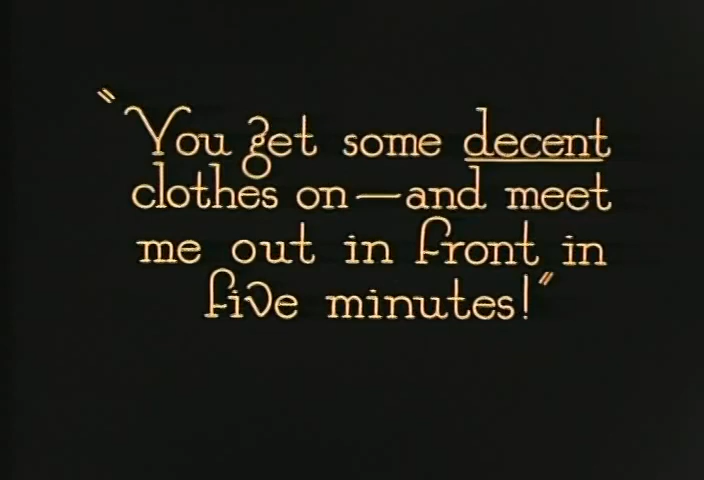 "You get some decent
clothes on—and meet
me out in front in
five minutes!"